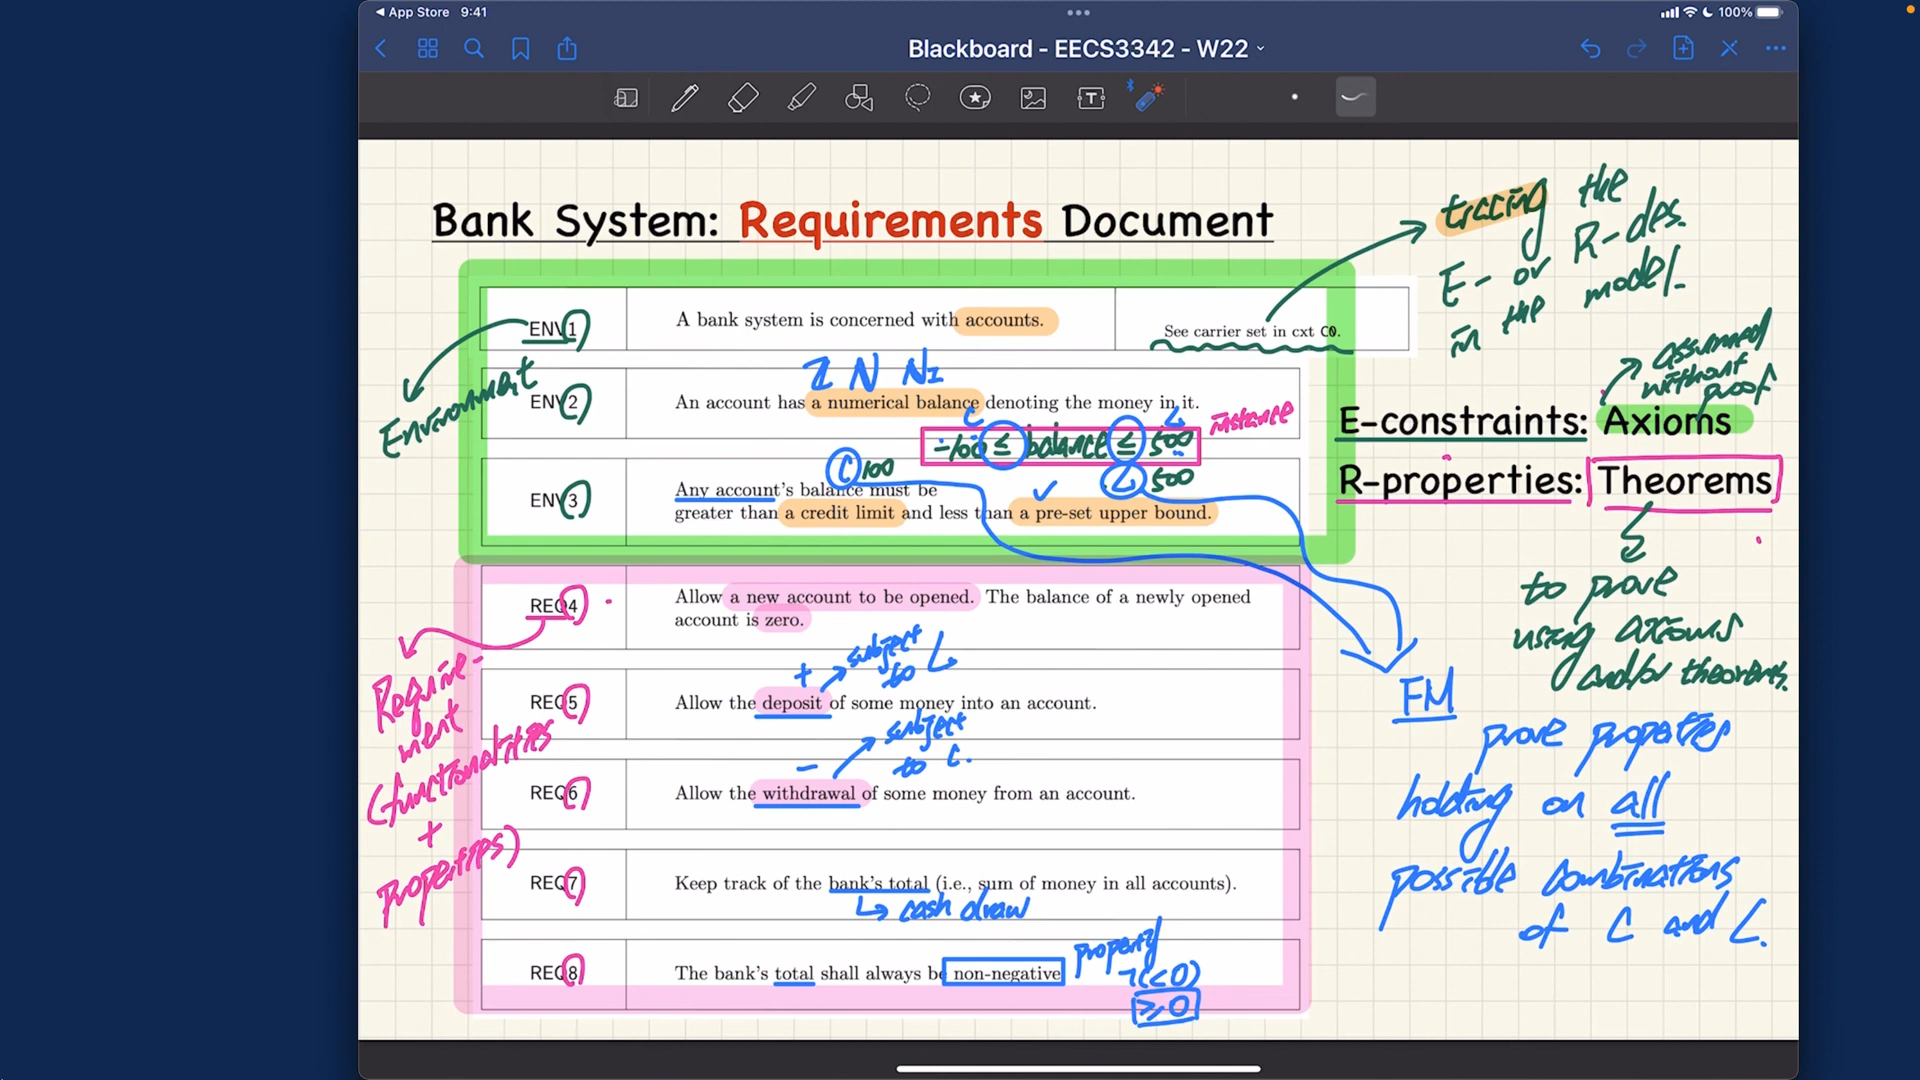 App Store 9:41
100%
Blackboard - EECS3342 - W22
Bank System: Requirements Document
tracing the
E- or R-des.
in the model.
ENV1
A bank system is concerned with accounts.
See carrier set in cxt C0.
Environment
ℤ ℕ ℕ1
ENV2
An account has a numerical balance denoting the money in it.
C L
-100 ≤ balance ≤ 500
instance
C 100
L 500
ENV3
Any account's balance must be
greater than a credit limit and less than a pre-set upper bound.
assumed
without
proof
E-constraints: Axioms
R-properties: Theorems
to prove
using axioms
and/or theorems.
REQ4
Allow a new account to be opened. The balance of a newly opened
account is zero.
Require-
ment
(functionalities
+
properties)
+ subject
to L
REQ5
Allow the deposit of some money into an account.
- subject
to C.
REQ6
Allow the withdrawal of some money from an account.
REQ7
Keep track of the bank's total (i.e., sum of money in all accounts).
cash draw
REQ8
The bank's total shall always be non-negative
property
¬(<0)
≥0
FM
prove properties
holding on all
possible combinations
of C and L.